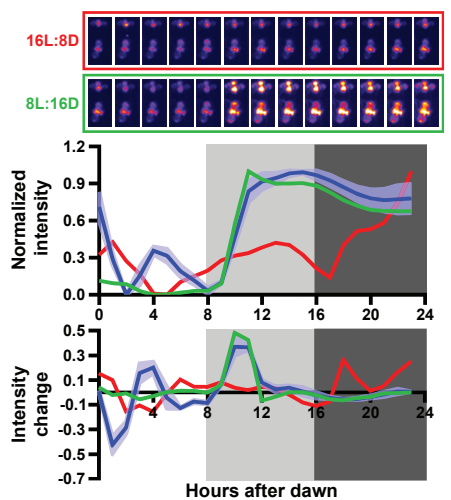 16L:8D
8L:16D
Normalized
intensity
1.2
0.9
0.6
0.3
0.0
0 4 8 12 16 20 24
Intensity
change
0.5
0.3
0.1
-0.1
-0.3
-0.5
-0.7
0 4 8 12 16 20 24
Hours after dawn